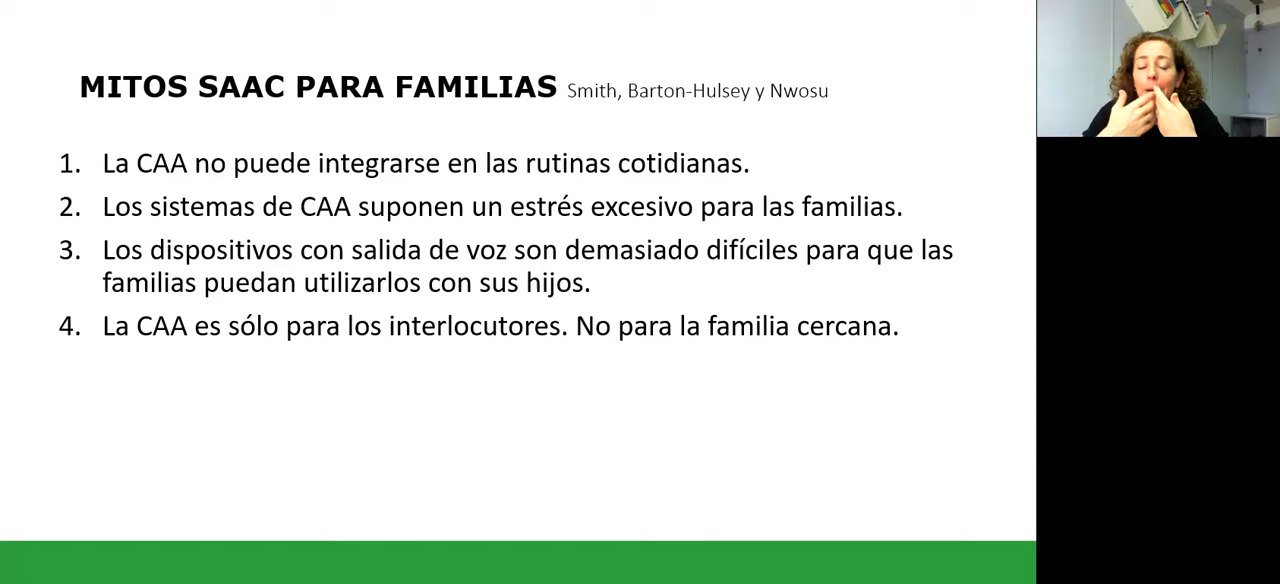 MITOS SAAC PARA FAMILIAS Smith, Barton-Hulsey y Nwosu
1. La CAA no puede integrarse en las rutinas cotidianas.
2. Los sistemas de CAA suponen un estrés excesivo para las familias.
3. Los dispositivos con salida de voz son demasiado difíciles para que las
familias puedan utilizarlos con sus hijos.
4. La CAA es sólo para los interlocutores. No para la familia cercana.